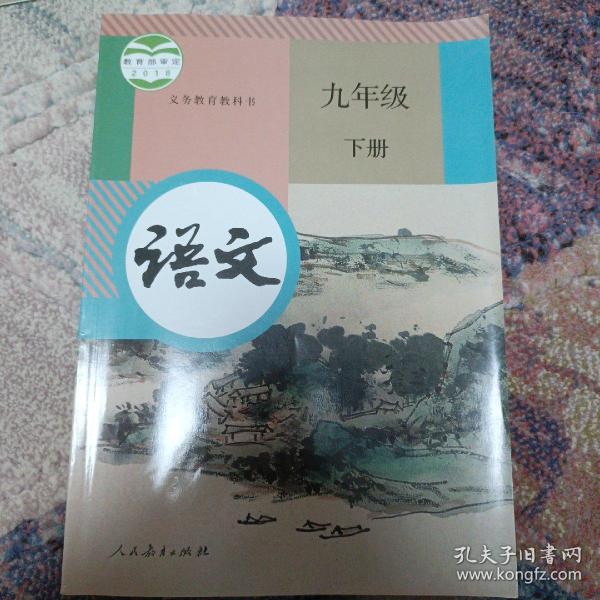 教育部审定
2018
义务教育教科书
九年级
下册
语文
人民教育出版社
孔夫子旧书网
www.kongfz.com